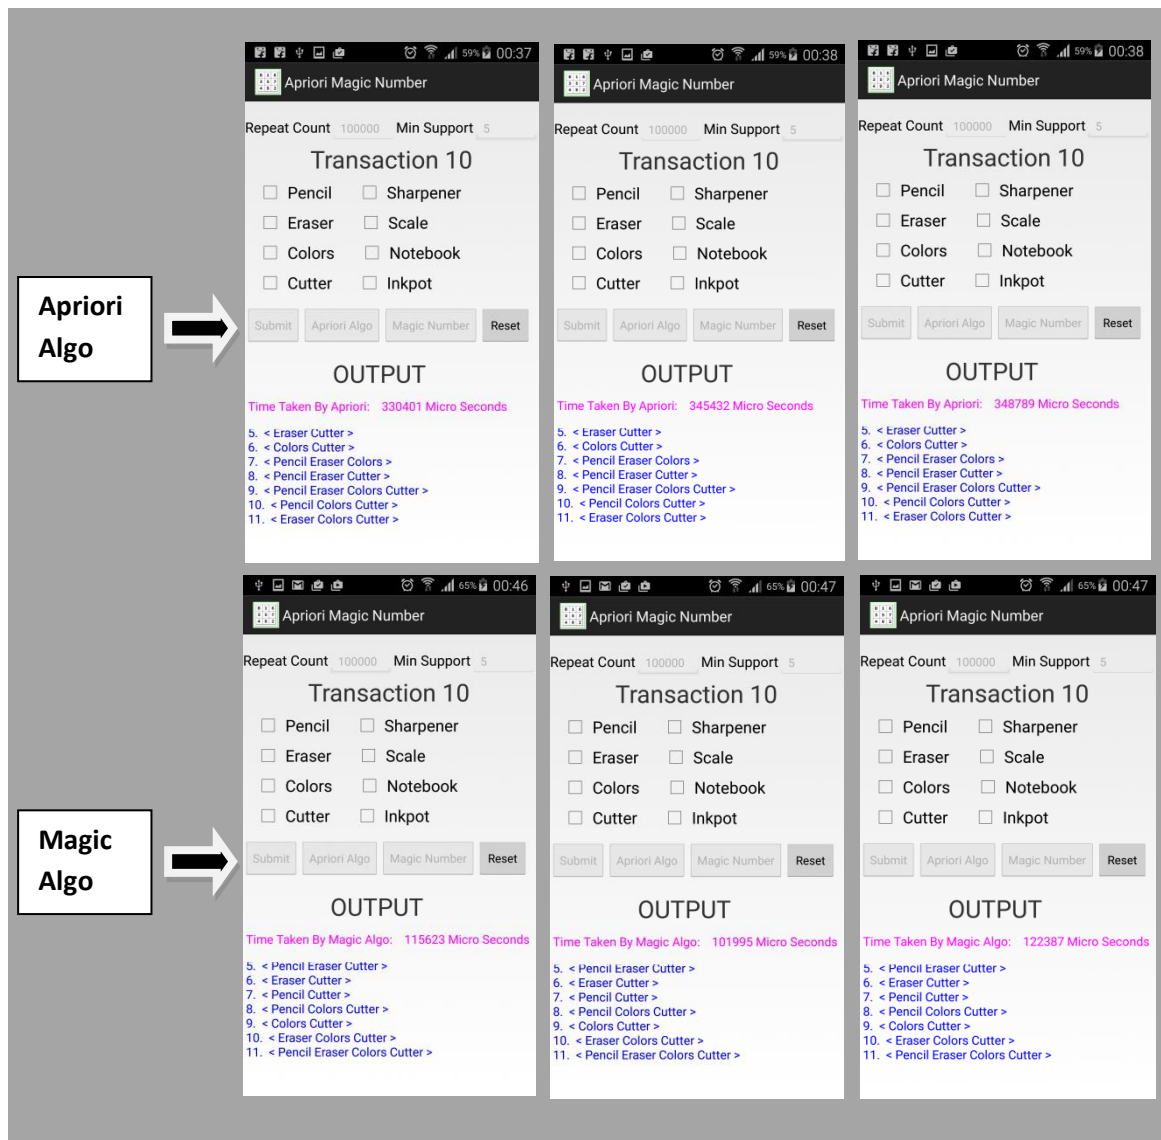 00:37
Apriori Magic Number
Repeat Count 100000 Min Support 5
Transaction 10
Pencil Sharpener
Eraser Scale
Colors Notebook
Cutter Inkpot
Submit Apriori Algo Magic Number Reset
OUTPUT
Time Taken By Apriori: 330401 Micro Seconds
5. < Eraser Cutter >
6. < Colors Cutter >
7. < Pencil Eraser Colors >
8. < Pencil Eraser Cutter >
9. < Pencil Eraser Colors Cutter >
10. < Pencil Colors Cutter >
11. < Eraser Colors Cutter >
59% 00:38
Apriori Magic Number
Repeat Count 100000 Min Support 5
Transaction 10
Pencil Sharpener
Eraser Scale
Colors Notebook
Cutter Inkpot
Submit Apriori Algo Magic Number Reset
OUTPUT
Time Taken By Apriori: 345432 Micro Seconds
5. < Eraser Cutter >
6. < Colors Cutter >
7. < Pencil Eraser Colors >
8. < Pencil Eraser Cutter >
9. < Pencil Eraser Colors Cutter >
10. < Pencil Colors Cutter >
11. < Eraser Colors Cutter >
59% 00:38
Apriori Magic Number
Repeat Count 100000 Min Support 5
Transaction 10
Pencil Sharpener
Eraser Scale
Colors Notebook
Cutter Inkpot
Submit Apriori Algo Magic Number Reset
OUTPUT
Time Taken By Apriori: 348789 Micro Seconds
5. < Eraser Cutter >
6. < Colors Cutter >
7. < Pencil Eraser Colors >
8. < Pencil Eraser Cutter >
9. < Pencil Eraser Colors Cutter >
10. < Pencil Colors Cutter >
11. < Eraser Colors Cutter >
Apriori
Algo
65% 00:46
Apriori Magic Number
Repeat Count 100000 Min Support 5
Transaction 10
Pencil Sharpener
Eraser Scale
Colors Notebook
Cutter Inkpot
Submit Apriori Algo Magic Number Reset
OUTPUT
Time Taken By Magic Algo: 115623 Micro Seconds
5. < Pencil Eraser Cutter >
6. < Eraser Cutter >
7. < Pencil Cutter >
8. < Pencil Colors Cutter >
9. < Colors Cutter >
10. < Eraser Colors Cutter >
11. < Pencil Eraser Colors Cutter >
65% 00:47
Apriori Magic Number
Repeat Count 100000 Min Support 5
Transaction 10
Pencil Sharpener
Eraser Scale
Colors Notebook
Cutter Inkpot
Submit Apriori Algo Magic Number Reset
OUTPUT
Time Taken By Magic Algo: 101995 Micro Seconds
5. < Pencil Eraser Cutter >
6. < Eraser Cutter >
7. < Pencil Cutter >
8. < Pencil Colors Cutter >
9. < Colors Cutter >
10. < Eraser Colors Cutter >
11. < Pencil Eraser Colors Cutter >
65% 00:47
Apriori Magic Number
Repeat Count 100000 Min Support 5
Transaction 10
Pencil Sharpener
Eraser Scale
Colors Notebook
Cutter Inkpot
Submit Apriori Algo Magic Number Reset
OUTPUT
Time Taken By Magic Algo: 122387 Micro Seconds
5. < Pencil Eraser Cutter >
6. < Eraser Cutter >
7. < Pencil Cutter >
8. < Pencil Colors Cutter >
9. < Colors Cutter >
10. < Eraser Colors Cutter >
11. < Pencil Eraser Colors Cutter >
Magic
Algo